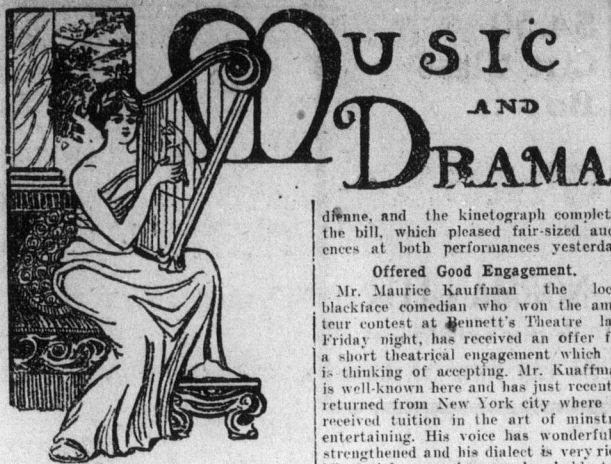 MUSIC
AND
DRAMA
dienne, and the kinetograph complet
the bill, which pleased fair-sized aud
ences at both performances yesterda
Offered Good Engagement.
Mr. Maurice Kauffman the loc
blackface comedian who won the am
teur contest at Bennett's Theatre la
Friday night, has received an offer f
a short theatrical engagement which
is thinking of accepting. Mr. Kuaffma
is well-known here and has just recent
returned from New York city where
received tuition in the art of minstr
entertaining. His voice has wonderful
strengthened and his dialect is very ri